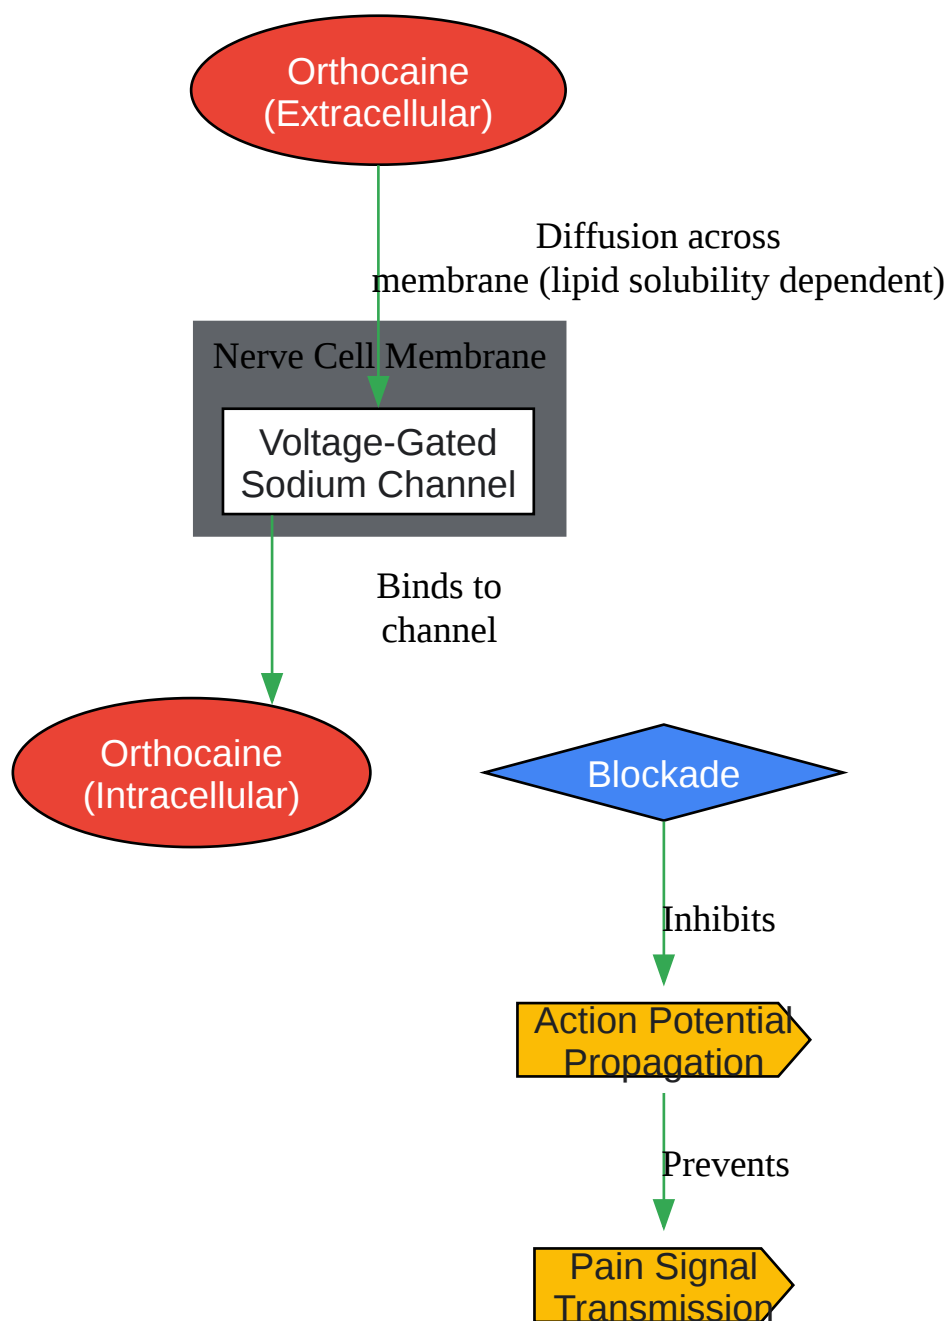 Orthocaine
(Extracellular)
Diffusion across
membrane (lipid solubility dependent)
Nerve Cell Membrane
Voltage-Gated
Sodium Channel
Binds to
channel
Orthocaine
(Intracellular)
Blockade
Inhibits
Action Potential
Propagation
Prevents
Pain Signal
Transmission